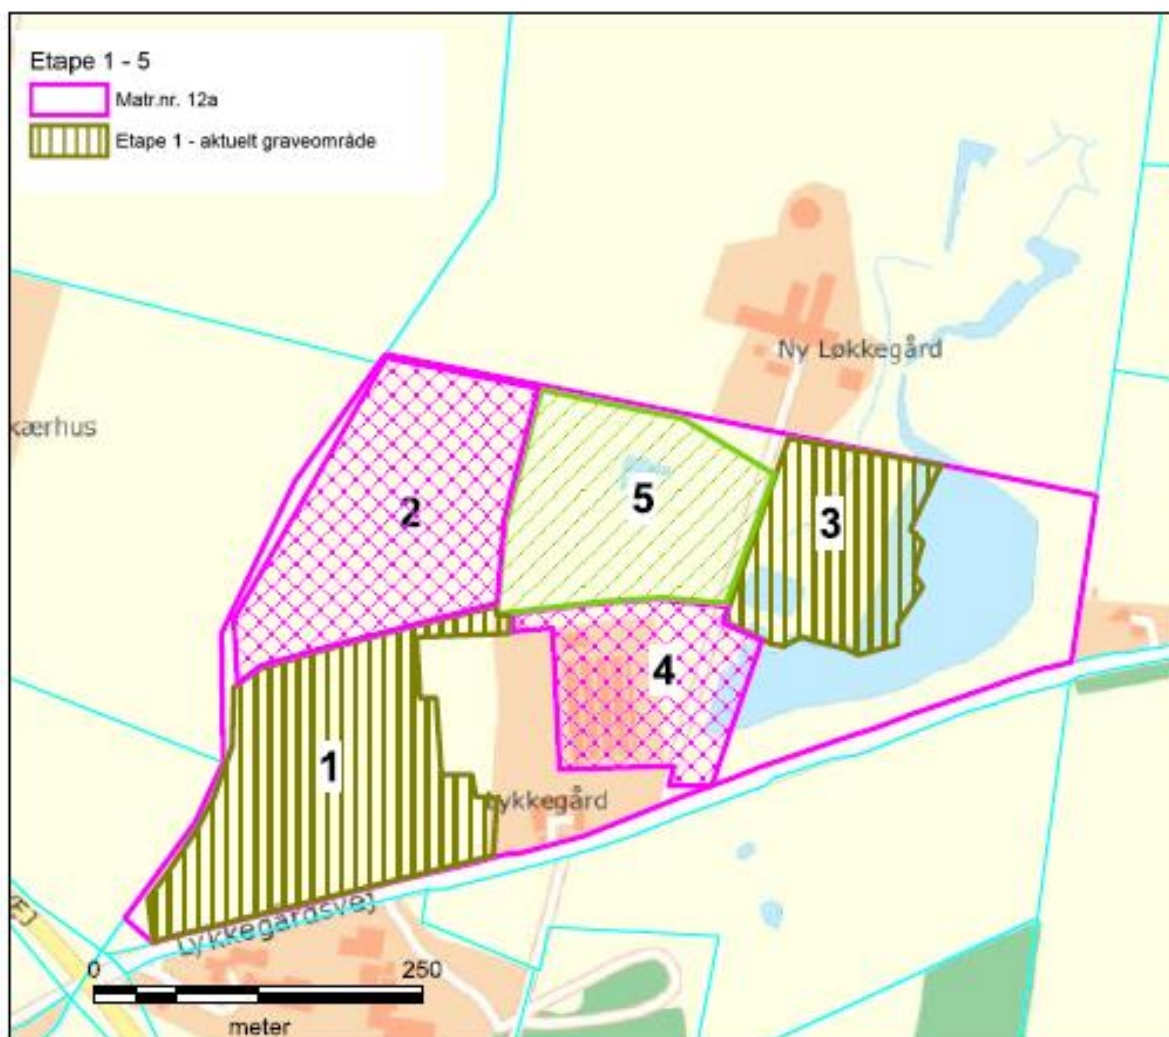 Etape 1 - 5
Matr.nr. 12a
Etape 1 - aktuelt graveområde
Ny Løkkegård
kærhus
2
5
3
4
1
Lykkegård
Lykkegårdsvej
0 250
meter